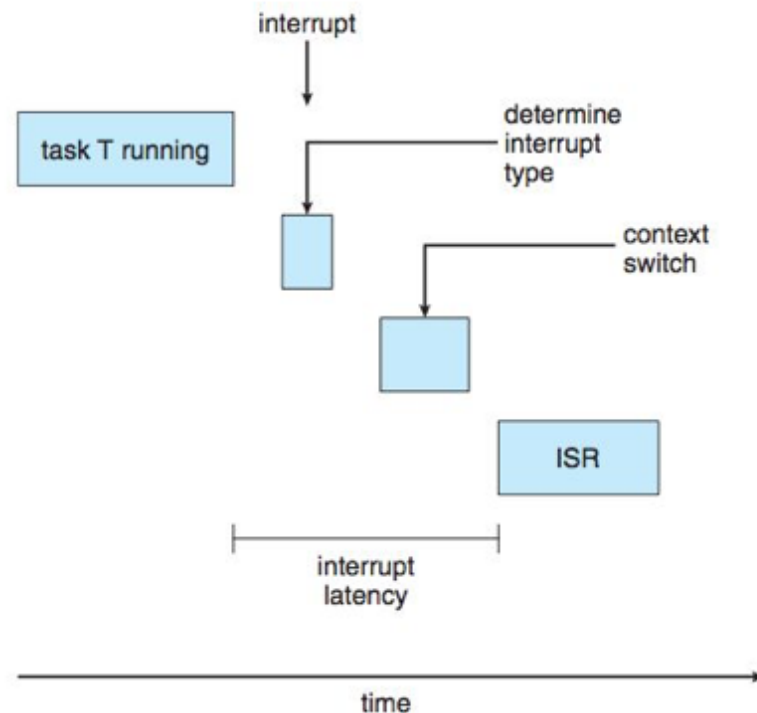 interrupt
task T running
determine
interrupt
type
context
switch
ISR
interrupt
latency
time